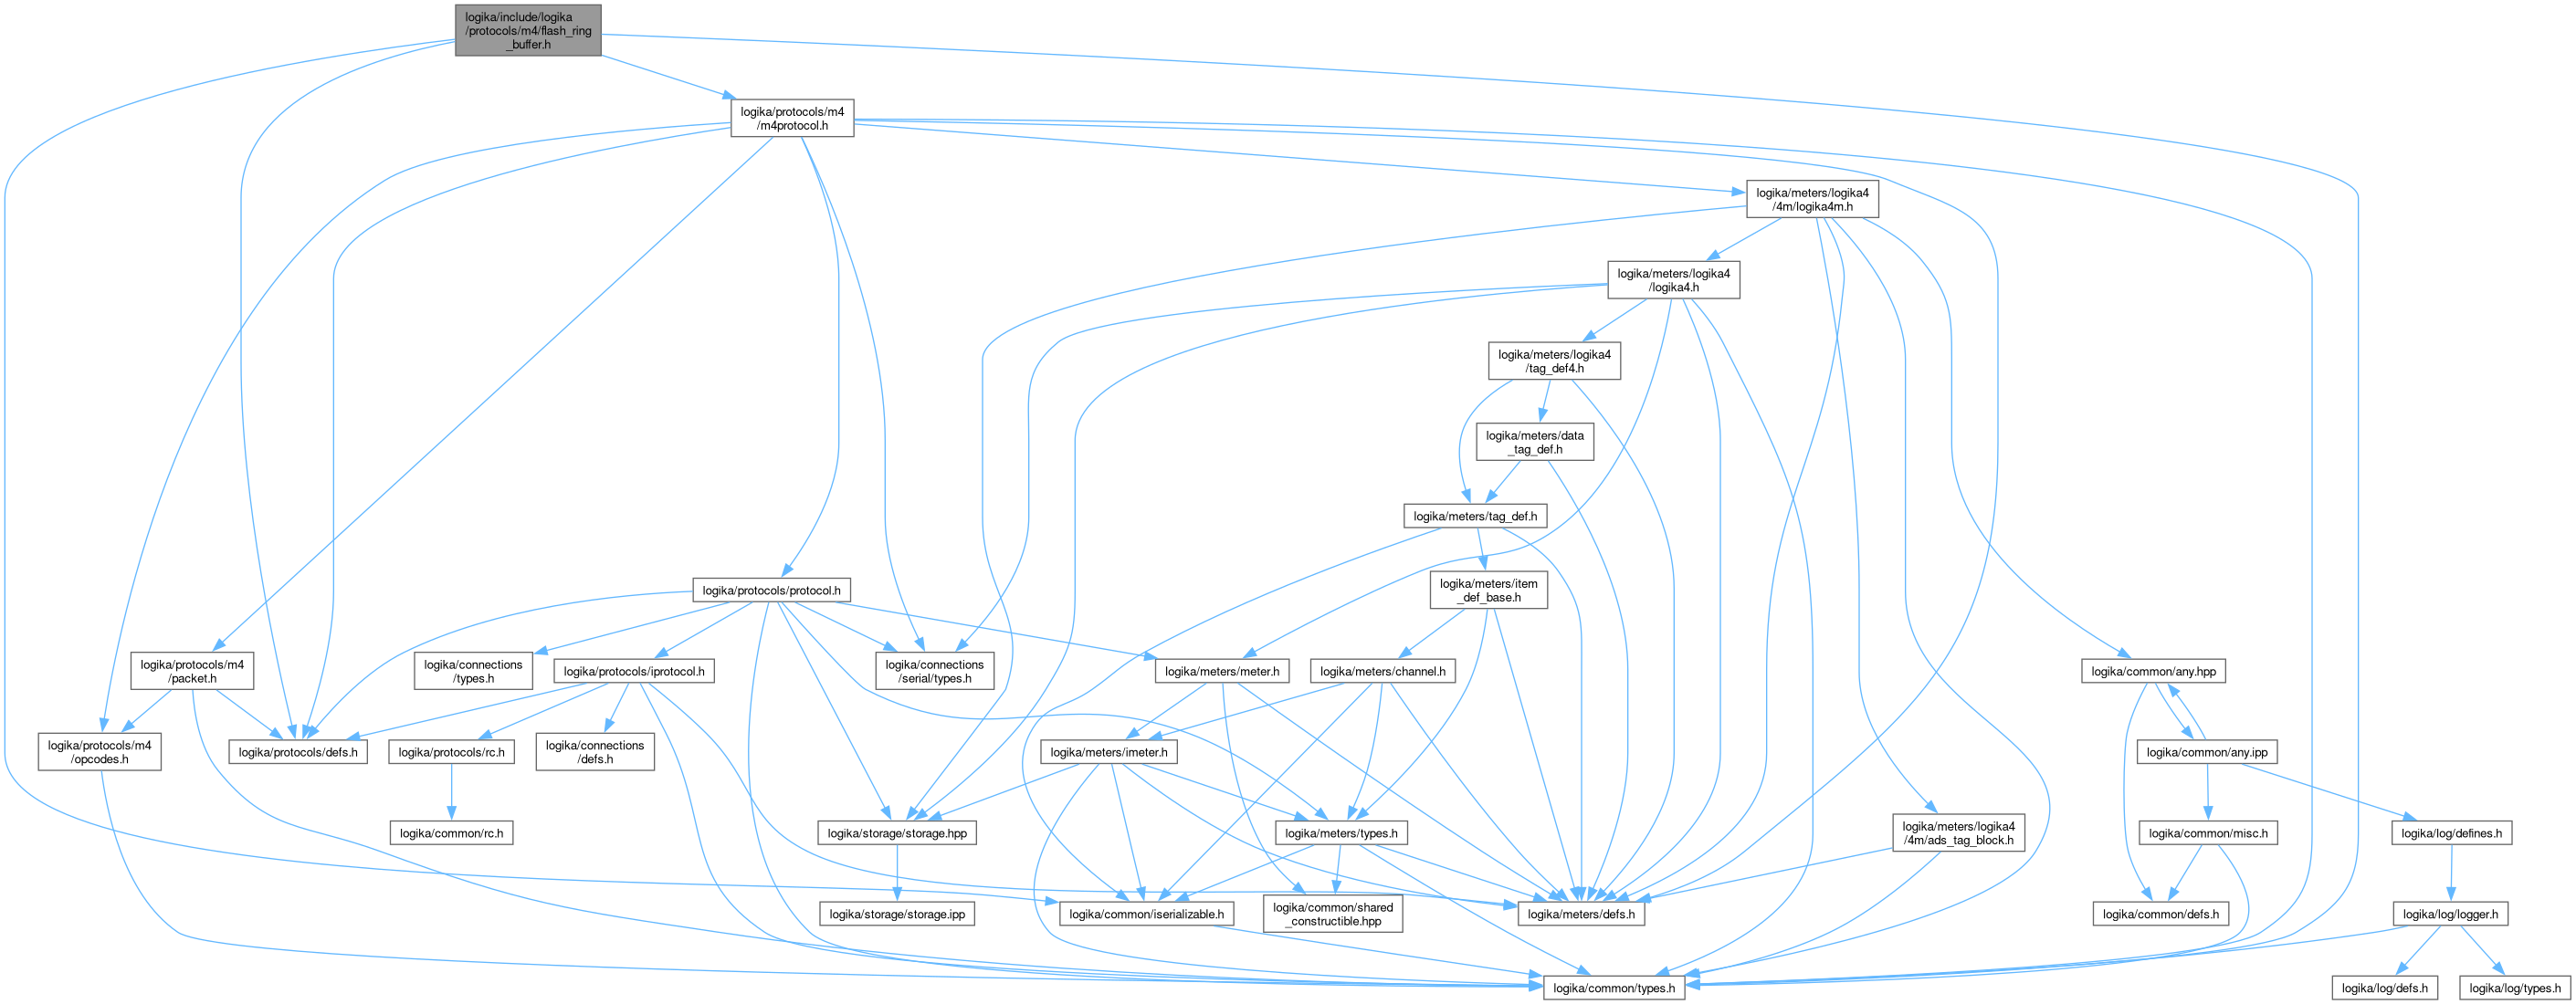 logika/include/logika
/protocols/m4/flash_ring
_buffer.h
logika/protocols/m4
/m4protocol.h
logika/meters/logika4
/4m/logika4m.h
logika/meters/logika4
/logika4.h
logika/meters/logika4
/tag_def4.h
logika/meters/data
_tag_def.h
logika/meters/tag_def.h
logika/protocols/protocol.h
logika/meters/item
_def_base.h
logika/protocols/m4
/packet.h
logika/connections
/types.h
logika/protocols/iprotocol.h
logika/connections
/serial/types.h
logika/meters/meter.h
logika/meters/channel.h
logika/common/any.hpp
logika/protocols/m4
/opcodes.h
logika/protocols/defs.h
logika/protocols/rc.h
logika/connections
/defs.h
logika/meters/imeter.h
logika/common/any.ipp
logika/common/rc.h
logika/storage/storage.hpp
logika/meters/types.h
logika/meters/logika4
/4m/ads_tag_block.h
logika/common/misc.h
logika/log/defines.h
logika/storage/storage.ipp
logika/common/iserializable.h
logika/common/shared
_constructible.hpp
logika/meters/defs.h
logika/common/defs.h
logika/log/logger.h
logika/common/types.h
logika/log/defs.h
logika/log/types.h